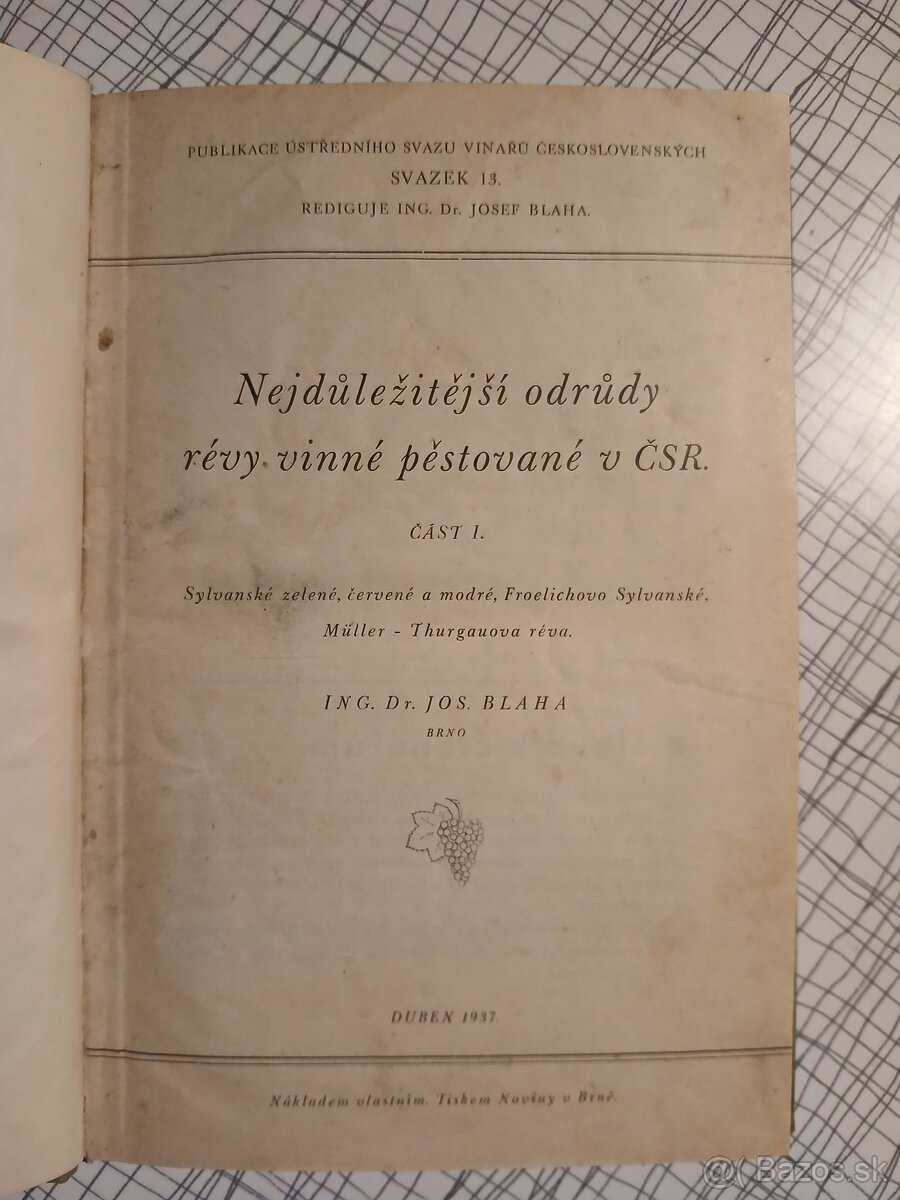 PUBLIKACE ÚSTŘEDNÍHO SVAZU VINAŘŮ ČESKOSLOVENSKÝCH
SVAZEK 13.
REDIGUJE ING. Dr. JOSEF BLAHA.
Nejdůležitější odrůdy
révy vinné pěstované v ČSR.
ČÁST I.
Sylvanské zelené, červené a modré, Froelichovo Sylvanské.
Müller - Thurgauova réva.
ING. Dr. JOS. BLAHA
BRNO
DUBEN 1937.
Nákladem vlastním. Tiskem Noviny v Brně.
@( Bazos.sk